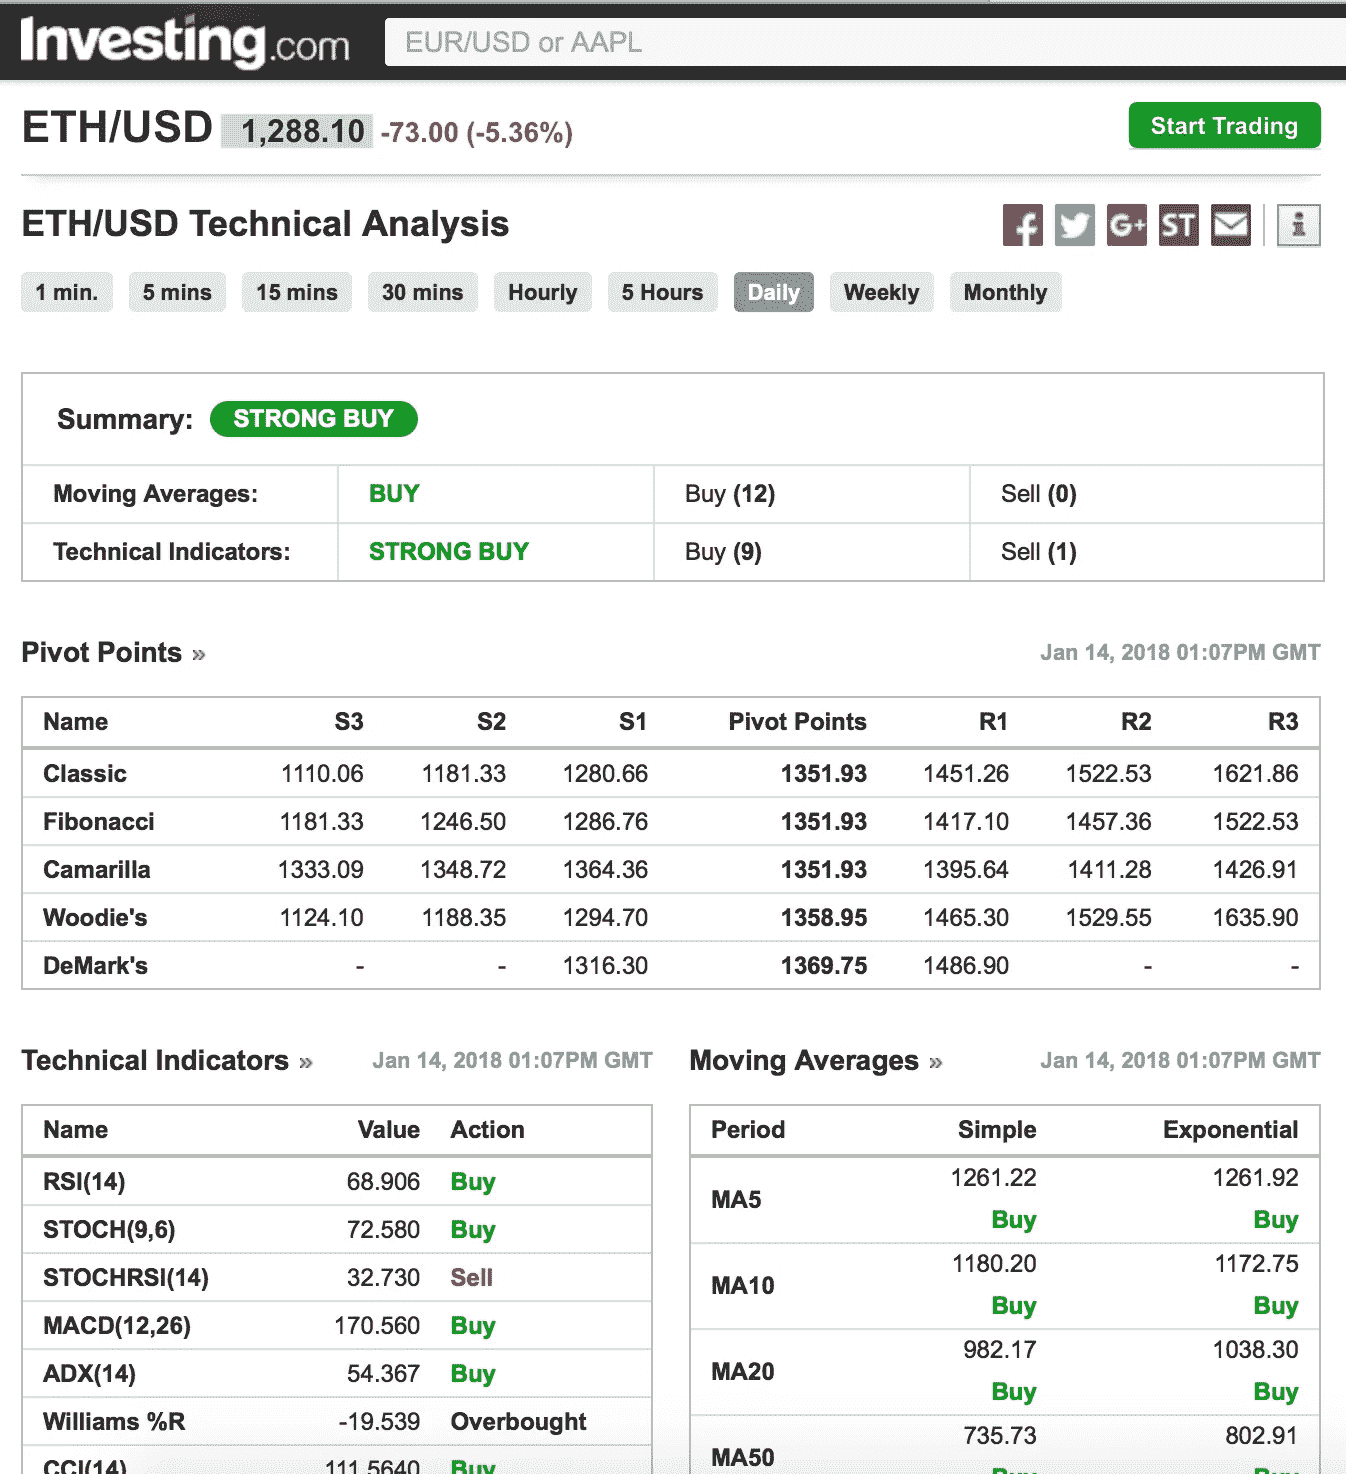 Investing.com EUR/USD or AAPL
ETH/USD 1,288.10 -73.00 (-5.36%) Start Trading
ETH/USD Technical Analysis G+ ST i
1 min. 5 mins 15 mins 30 mins Hourly 5 Hours Daily Weekly Monthly
Summary: STRONG BUY
Moving Averages: BUY Buy (12) Sell (0)
Technical Indicators: STRONG BUY Buy (9) Sell (1)
Pivot Points » Jan 14, 2018 01:07PM GMT
Name S3 S2 S1 Pivot Points R1 R2 R3
Classic 1110.06 1181.33 1280.66 1351.93 1451.26 1522.53 1621.86
Fibonacci 1181.33 1246.50 1286.76 1351.93 1417.10 1457.36 1522.53
Camarilla 1333.09 1348.72 1364.36 1351.93 1395.64 1411.28 1426.91
Woodie's 1124.10 1188.35 1294.70 1358.95 1465.30 1529.55 1635.90
DeMark's - - 1316.30 1369.75 1486.90 - -
Technical Indicators » Jan 14, 2018 01:07PM GMT
Name Value Action
RSI(14) 68.906 Buy
STOCH(9,6) 72.580 Buy
STOCHRSI(14) 32.730 Sell
MACD(12,26) 170.560 Buy
ADX(14) 54.367 Buy
Williams %R -19.539 Overbought
CCI(14) 111.5640 Buy
Moving Averages » Jan 14, 2018 01:07PM GMT
Period Simple Exponential
MA5 1261.22 1261.92
Buy Buy
MA10 1180.20 1172.75
Buy Buy
MA20 982.17 1038.30
Buy Buy
MA50 735.73 802.91
Buy Buy